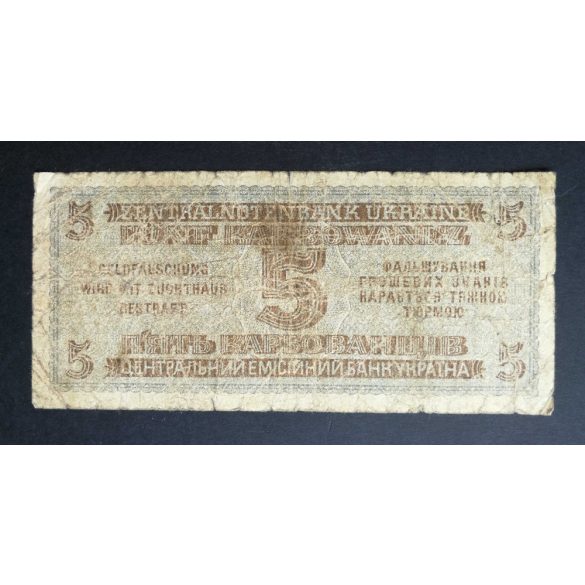 5 ZENTRALNOTENBANK UKRAINE 5
FÜNF KARBOWANEZ
GELDFÄLSCHUNG
WIRD MIT ZUCHTHAUS
BESTRAFT
5
ФАЛЬШУВАННЯ
ГРОШЕВИХ ЗНАКІВ
КАРАЄТЬСЯ ТЯЖКОЮ
ТЮРМОЮ
П'ЯТЬ КАРБОВАНЦІВ
5 ЦЕНТРАЛЬНИЙ ЕМІСІЙНИЙ БАНК УКРАЇНА 5